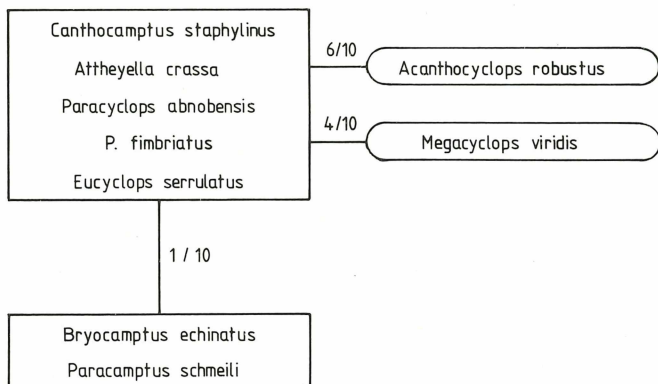 Canthocamptus staphylinus
Attheyella crassa
Paracyclops abnobensis
P. fimbriatus
Eucyclops serrulatus
6/10
Acanthocyclops robustus
4/10
Megacyclops viridis
1 / 10
Bryocamptus echinatus
Paracamptus schmeili